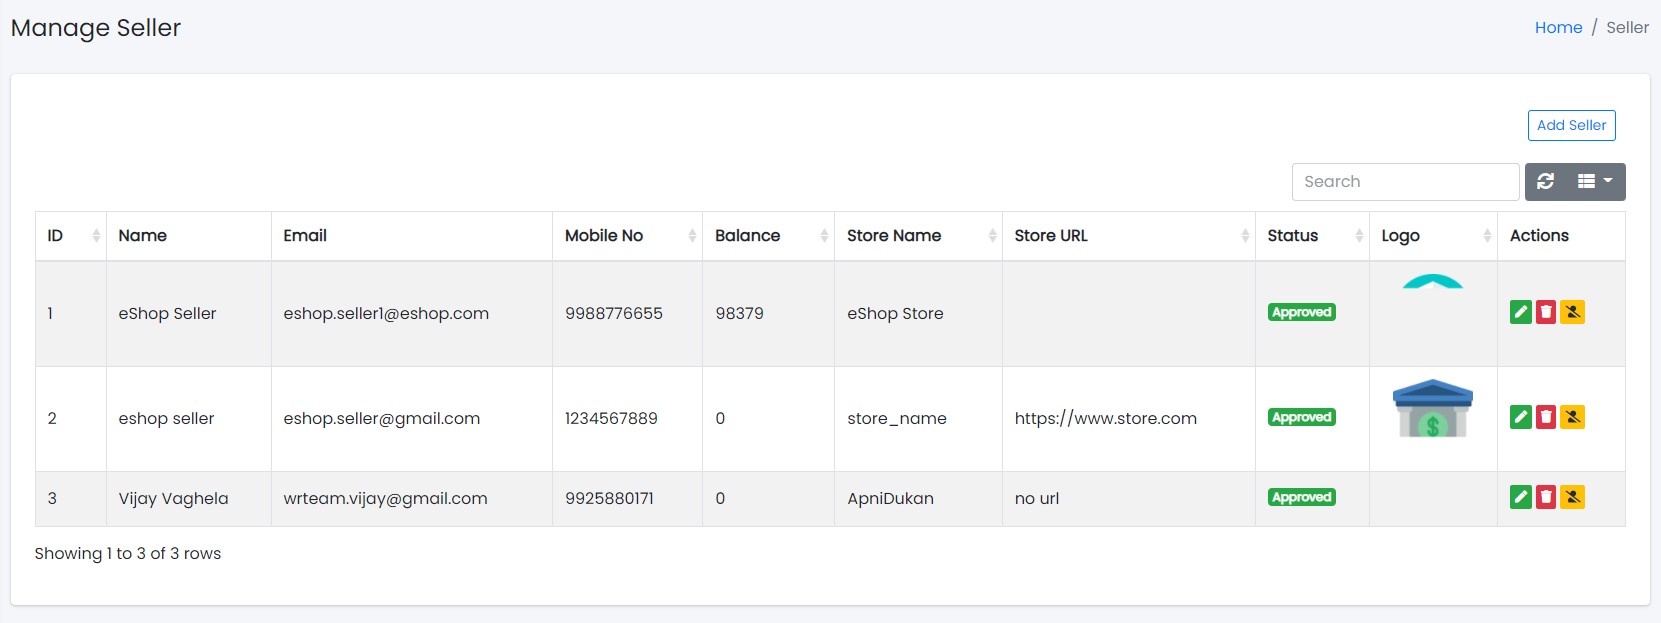 Manage Seller
Home / Seller
Add Seller
Search
ID Name Email Mobile No Balance Store Name Store URL Status Logo Actions
1 eShop Seller eshop.seller1@eshop.com 9988776655 98379 eShop Store Approved
2 eshop seller eshop.seller@gmail.com 1234567889 0 store_name https://www.store.com Approved $
3 Vijay Vaghela wrteam.vijay@gmail.com 9925880171 0 ApniDukan no url Approved
Showing 1 to 3 of 3 rows